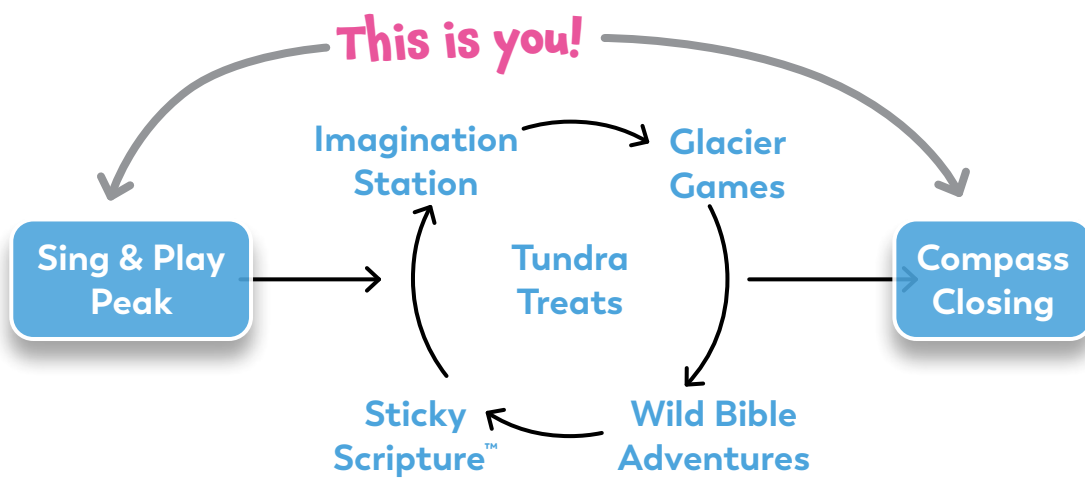 This is you!
Imagination
Station
Glacier
Games
Sing & Play
Peak
Tundra
Treats
Compass
Closing
Sticky
Scripture™
Wild Bible
Adventures